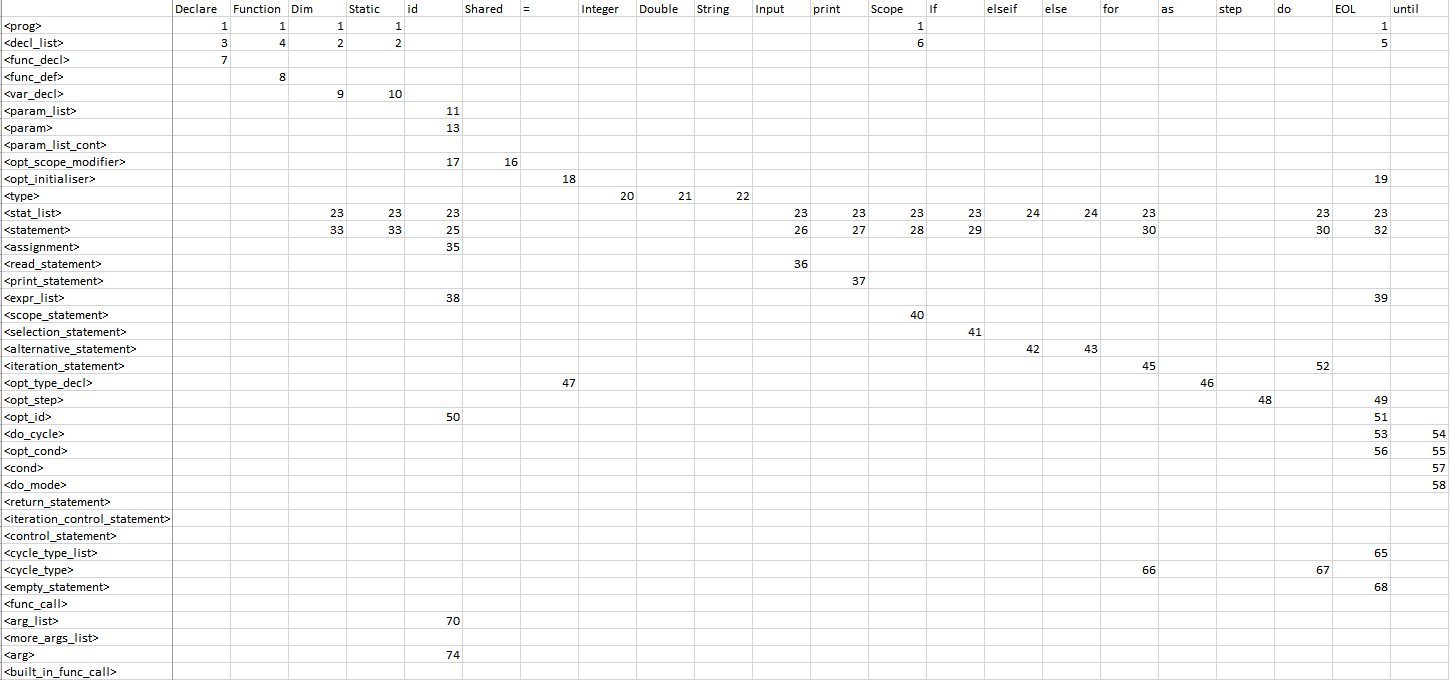 Declare Function Dim Static id Shared = Integer Double String Input print Scope If elseif else for as step do EOL until
<prog> 1 1 1 1 1 1
<decl_list> 3 4 2 2 6 5
<func_decl> 7
<func_def> 8
<var_decl> 9 10
<param_list> 11
<param> 13
<param_list_cont>
<opt_scope_modifier> 17 16
<opt_initialiser> 18 19
<type> 20 21 22
<stat_list> 23 23 23 23 23 23 23 24 24 23 23 23
<statement> 33 33 25 26 27 28 29 30 30 32
<assignment> 35
<read_statement> 36
<print_statement> 37
<expr_list> 38 39
<scope_statement> 40
<selection_statement> 41
<alternative_statement> 42 43
<iteration_statement> 45 52
<opt_type_decl> 47 46
<opt_step> 48 49
<opt_id> 50 51
<do_cycle> 53 54
<opt_cond> 56 55
<cond> 57
<do_mode> 58
<return_statement>
<iteration_control_statement>
<control_statement>
<cycle_type_list> 65
<cycle_type> 66 67
<empty_statement> 68
<func_call>
<arg_list> 70
<more_args_list>
<arg> 74
<built_in_func_call>